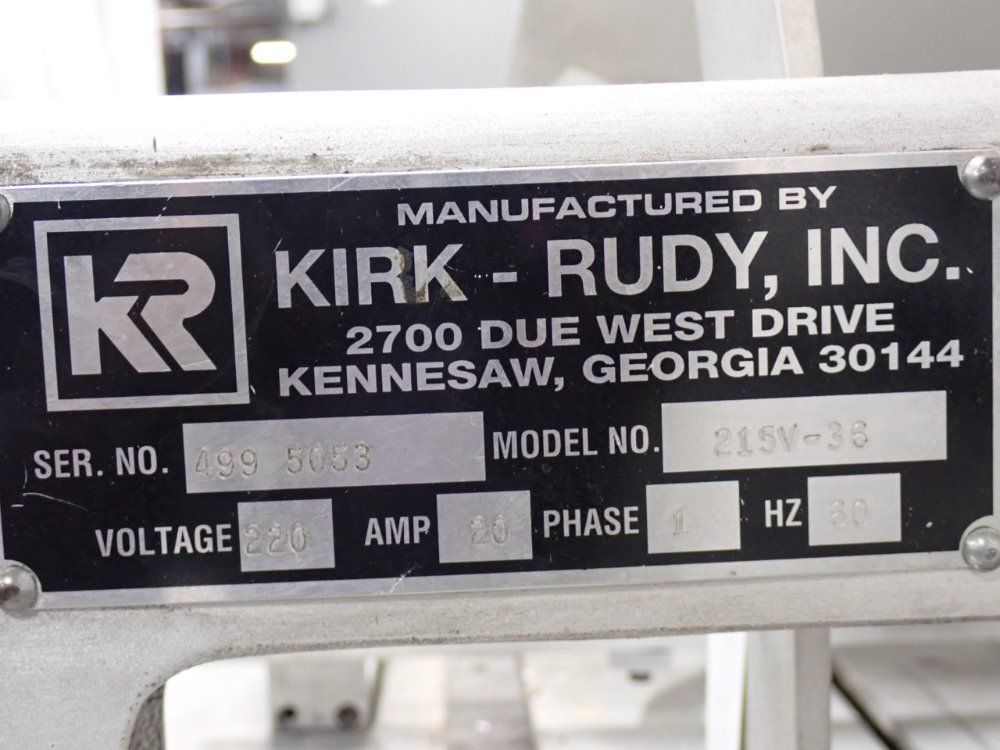 MANUFACTURED BY
KR
KIRK - RUDY, INC.
2700 DUE WEST DRIVE
KENNESAW, GEORGIA 30144
SER. NO. 499 5053 MODEL NO. 215V-36
VOLTAGE 220 AMP 20 PHASE 1 HZ 60